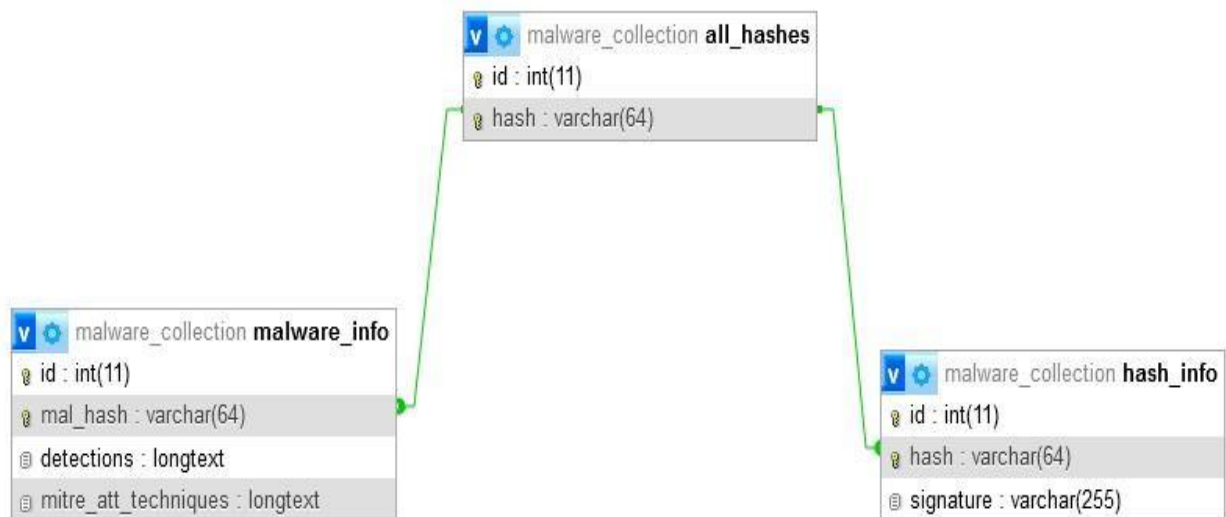 v malware_collection all_hashes
id : int(11)
hash : varchar(64)
v malware_collection malware_info
id : int(11)
mal_hash : varchar(64)
detections : longtext
mitre_att_techniques : longtext
v malware_collection hash_info
id : int(11)
hash : varchar(64)
signature : varchar(255)